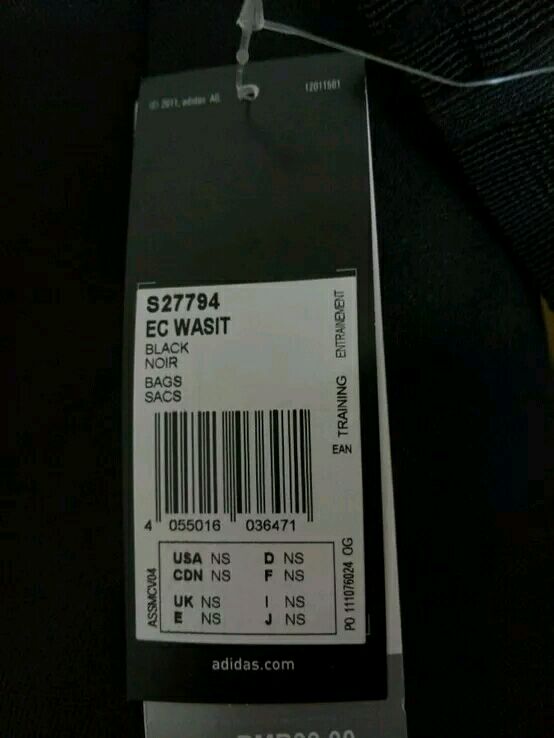 © 2011, adidas AG.
12011501
S27794
EC WASIT
BLACK
NOIR
BAGS
SACS
TRAINING ENTRAINEMENT
EAN
4 055016 036471
ASSMCV04
USA NS D NS
CDN NS F NS
UK NS I NS
E NS J NS
PO 111076024 OG
adidas.com